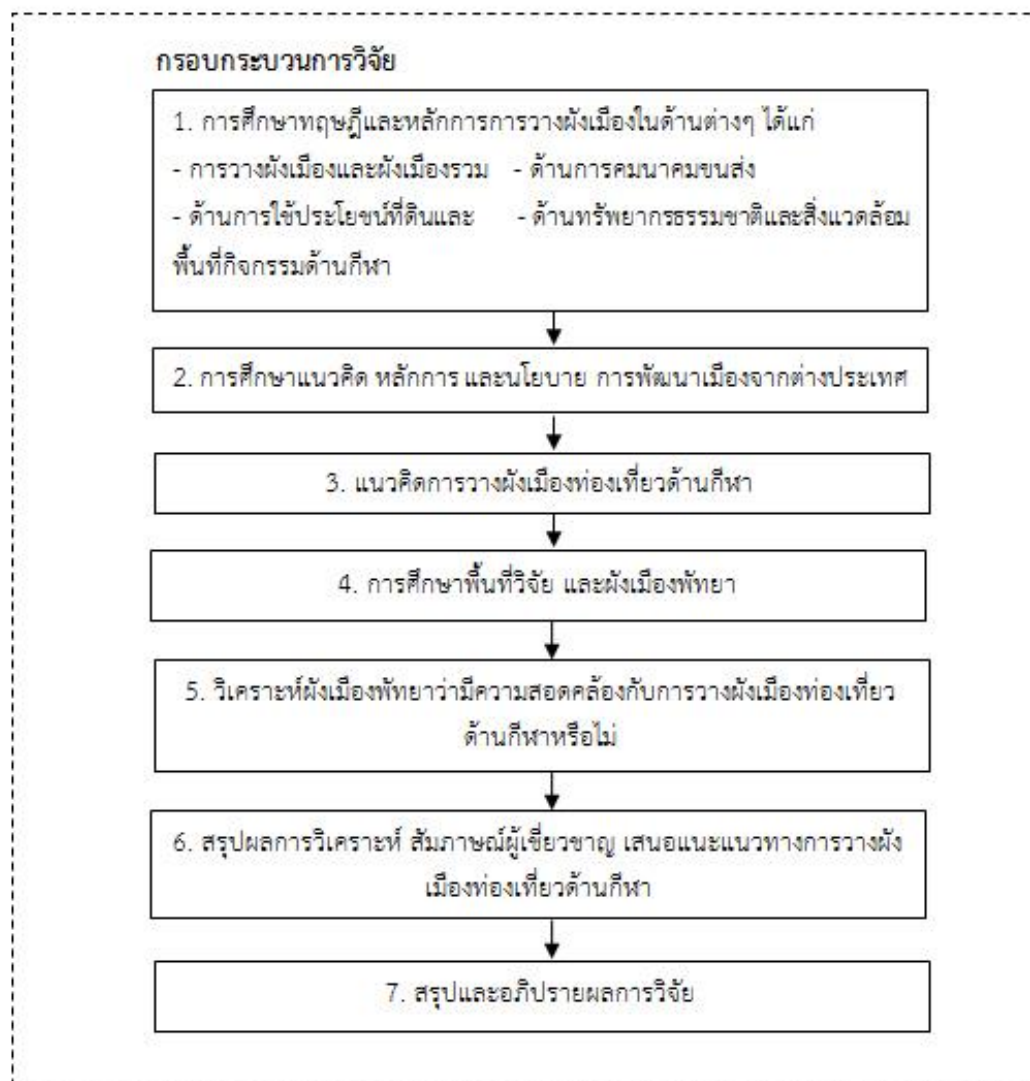 กรอบกระบวนการวิจัย
1. การศึกษาทฤษฎีและหลักการการวางผังเมืองในด้านต่างๆ ได้แก่
- การวางผังเมืองและผังเมืองรวม - ด้านการคมนาคมขนส่ง
- ด้านการใช้ประโยชน์ที่ดินและ - ด้านทรัพยากรธรรมชาติและสิ่งแวดล้อม
พื้นที่กิจกรรมด้านกีฬา
2. การศึกษาแนวคิด หลักการ และนโยบาย การพัฒนาเมืองจากต่างประเทศ
3. แนวคิดการวางผังเมืองท่องเที่ยวด้านกีฬา
4. การศึกษาพื้นที่วิจัย และผังเมืองพัทยา
5. วิเคราะห์ผังเมืองพัทยาว่ามีความสอดคล้องกับการวางผังเมืองท่องเที่ยว
ด้านกีฬาหรือไม่
6. สรุปผลการวิเคราะห์ สัมภาษณ์ผู้เชี่ยวชาญ เสนอแนะแนวทางการวางผัง
เมืองท่องเที่ยวด้านกีฬา
7. สรุปและอภิปรายผลการวิจัย